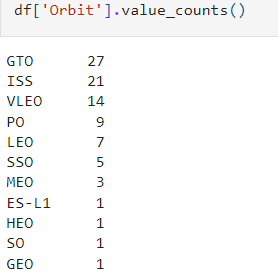 df['Orbit'].value_counts()
GTO 27
ISS 21
VLEO 14
PO 9
LEO 7
SSO 5
MEO 3
ES-L1 1
HEO 1
SO 1
GEO 1